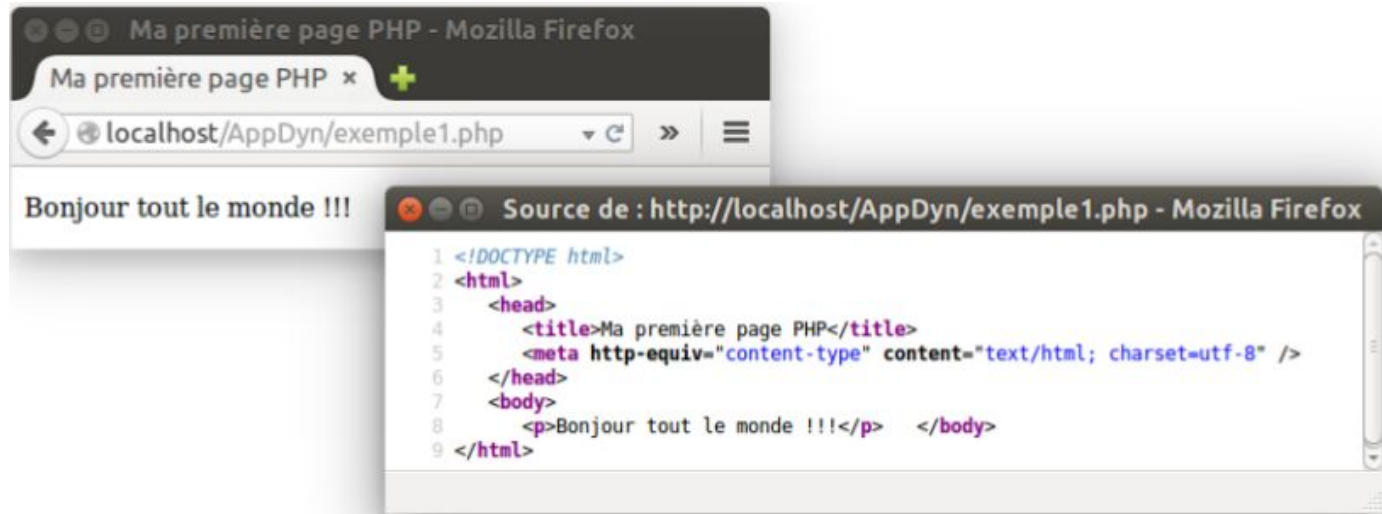 Ma première page PHP - Mozilla Firefox
Ma première page PHP
localhost/AppDyn/exemple1.php
Bonjour tout le monde !!!
Source de : http://localhost/AppDyn/exemple1.php - Mozilla Firefox
1 <!DOCTYPE html>
2 <html>
3 <head>
4 <title>Ma première page PHP</title>
5 <meta http-equiv="content-type" content="text/html; charset=utf-8" />
6 </head>
7 <body>
8 <p>Bonjour tout le monde !!!</p> </body>
9 </html>